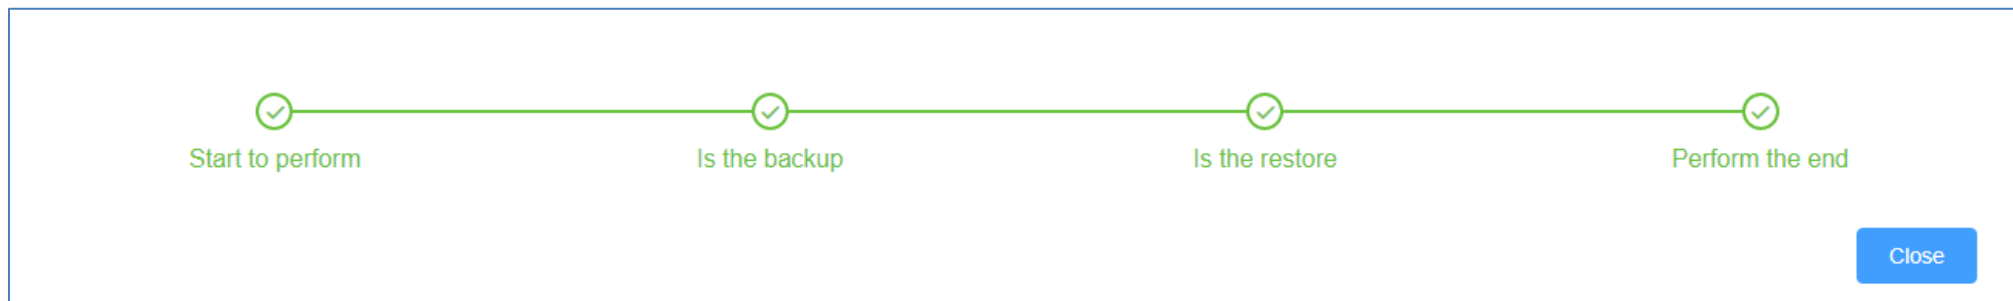 Start to perform
Is the backup
Is the restore
Perform the end
Close